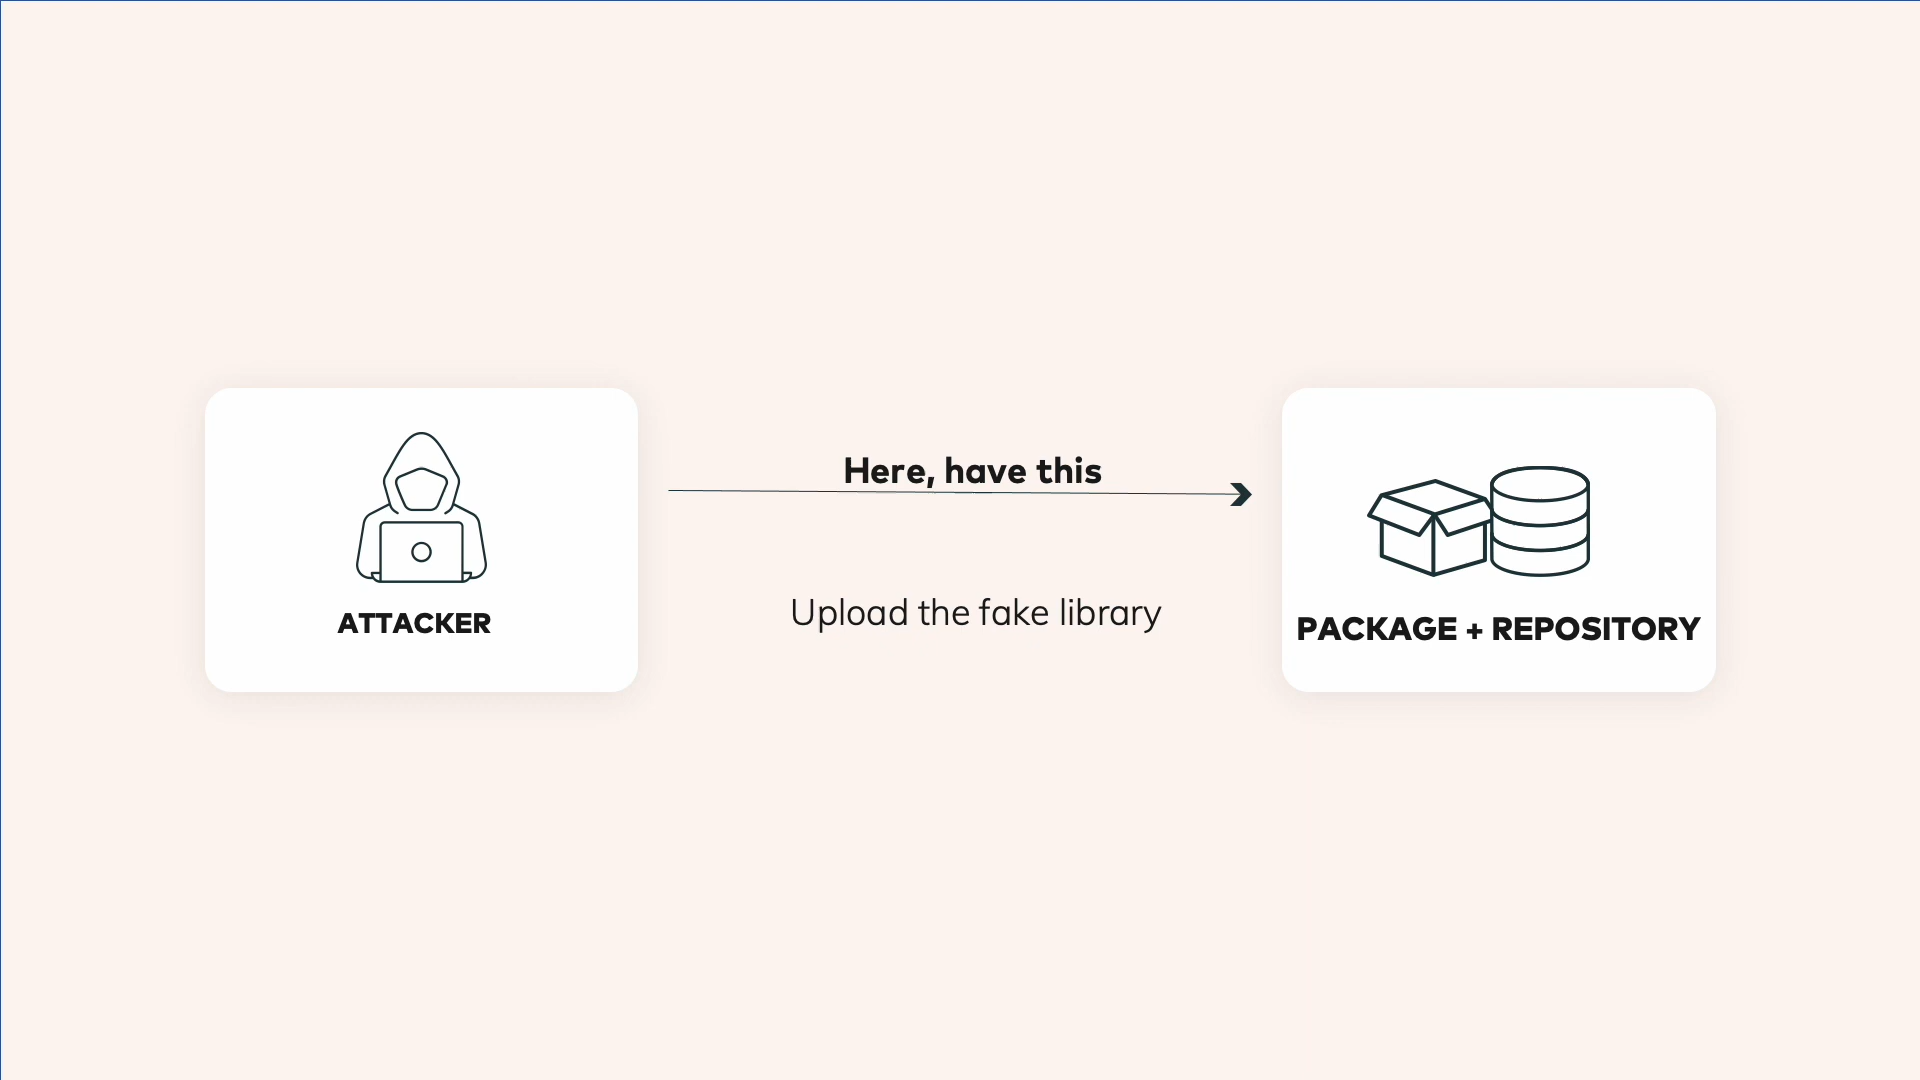 Here, have this
ATTACKER
Upload the fake library
PACKAGE + REPOSITORY